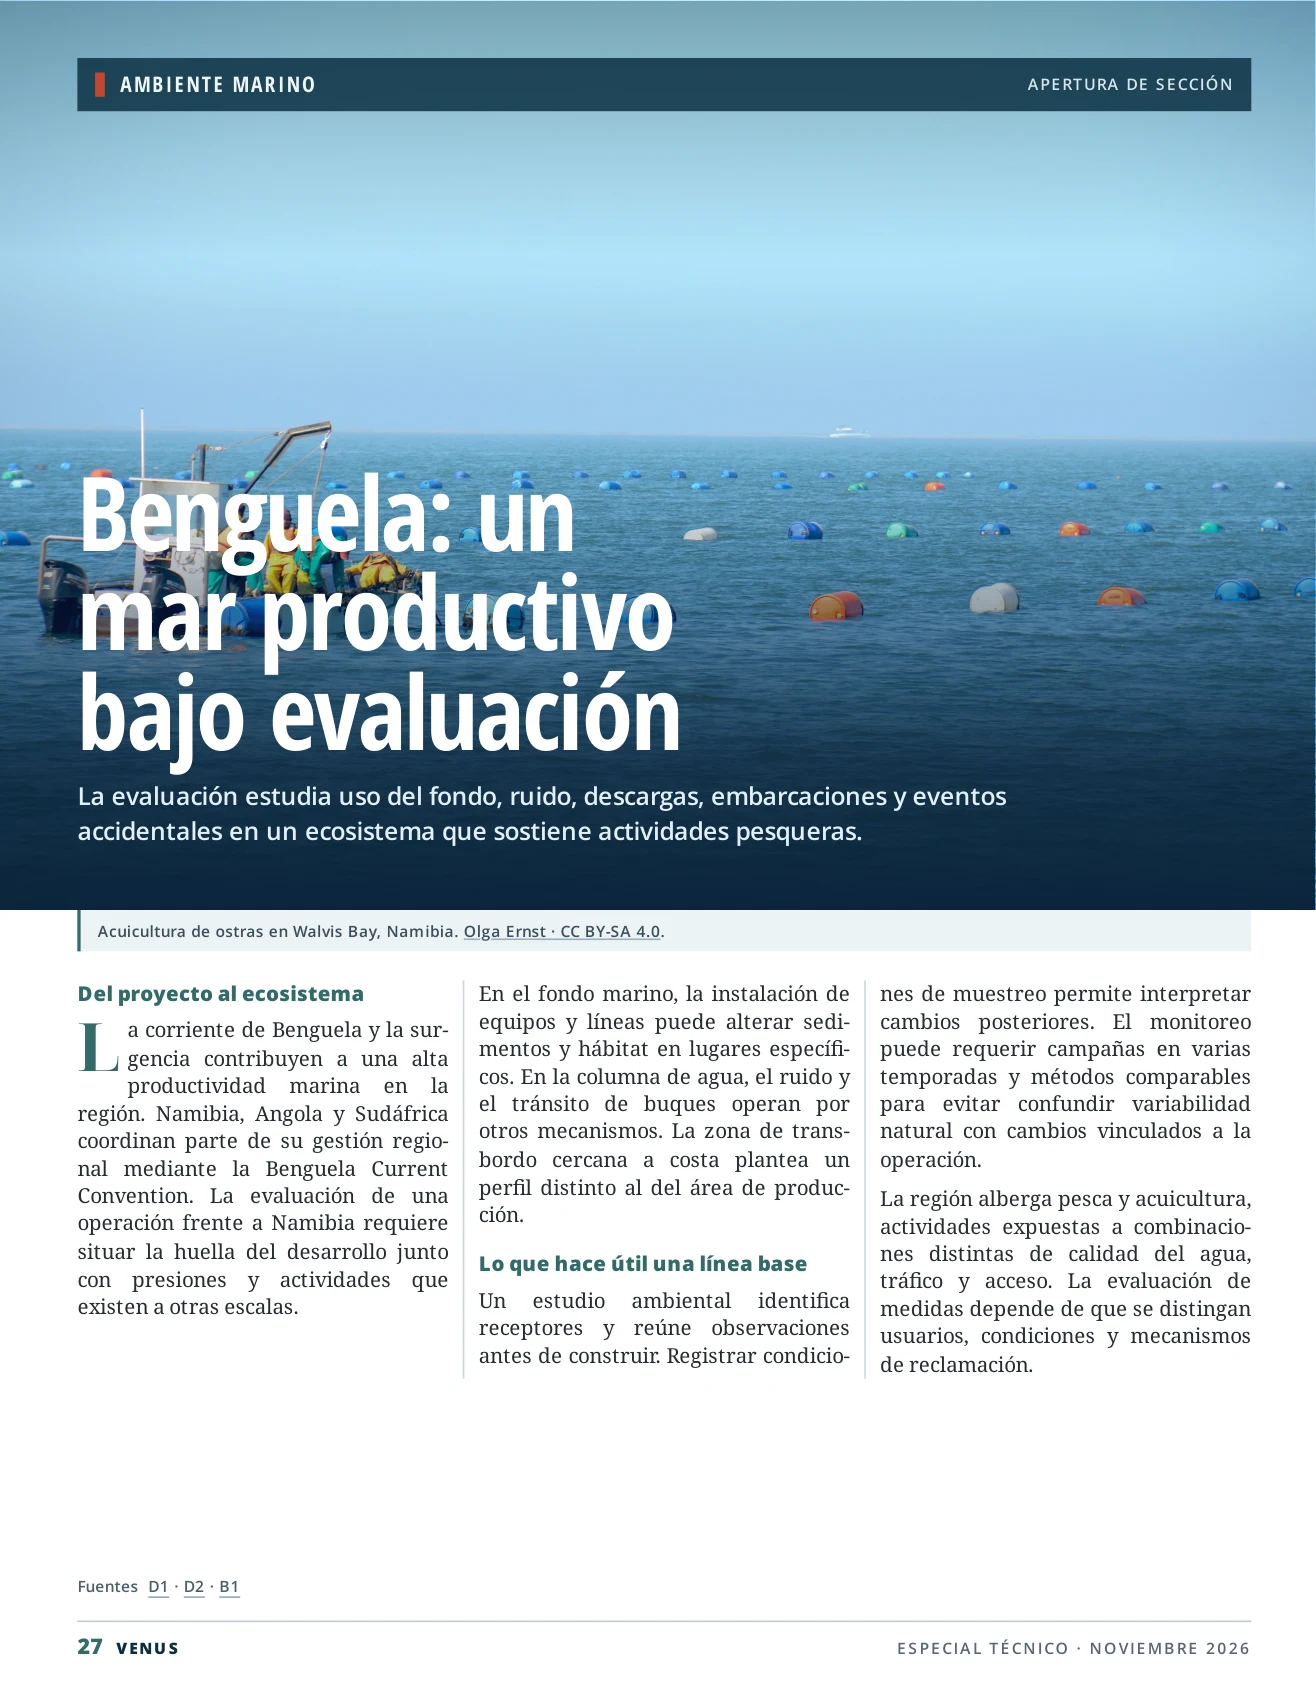 AMBIENTE MARINO
APERTURA DE SECCIÓN
Benguela: un
mar productivo
bajo evaluación
La evaluación estudia uso del fondo, ruido, descargas, embarcaciones y eventos
accidentales en un ecosistema que sostiene actividades pesqueras.
Acuicultura de ostras en Walvis Bay, Namibia. Olga Ernst · CC BY-SA 4.0.
Del proyecto al ecosistema
La corriente de Benguela y la sur-
gencia contribuyen a una alta
productividad marina en la
región. Namibia, Angola y Sudáfrica
coordinan parte de su gestión regio-
nal mediante la Benguela Current
Convention. La evaluación de una
operación frente a Namibia requiere
situar la huella del desarrollo junto
con presiones y actividades que
existen a otras escalas.
En el fondo marino, la instalación de
equipos y líneas puede alterar sedi-
mentos y hábitat en lugares específi-
cos. En la columna de agua, el ruido y
el tránsito de buques operan por
otros mecanismos. La zona de trans-
bordo cercana a costa plantea un
perfil distinto al del área de produc-
ción.
Lo que hace útil una línea base
Un estudio ambiental identifica
receptores y reúne observaciones
antes de construir. Registrar condicio-
nes de muestreo permite interpretar
cambios posteriores. El monitoreo
puede requerir campañas en varias
temporadas y métodos comparables
para evitar confundir variabilidad
natural con cambios vinculados a la
operación.
La región alberga pesca y acuicultura,
actividades expuestas a combinacio-
nes distintas de calidad del agua,
tráfico y acceso. La evaluación de
medidas depende de que se distingan
usuarios, condiciones y mecanismos
de reclamación.
Fuentes D1 · D2 · B1
27 VENUS
ESPECIAL TÉCNICO · NOVIEMBRE 2026